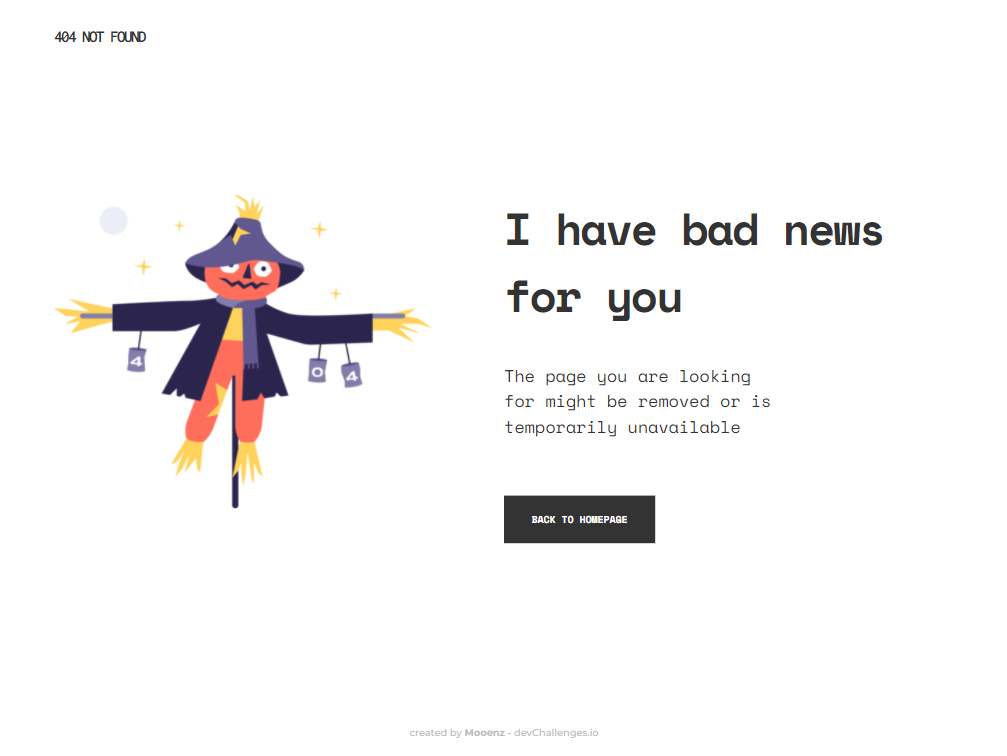 404 NOT FOUND
I have bad news
for you
4
0
4
The page you are looking
for might be removed or is
temporarily unavailable
BACK TO HOMEPAGE
created by Mooenz - devChallenges.io